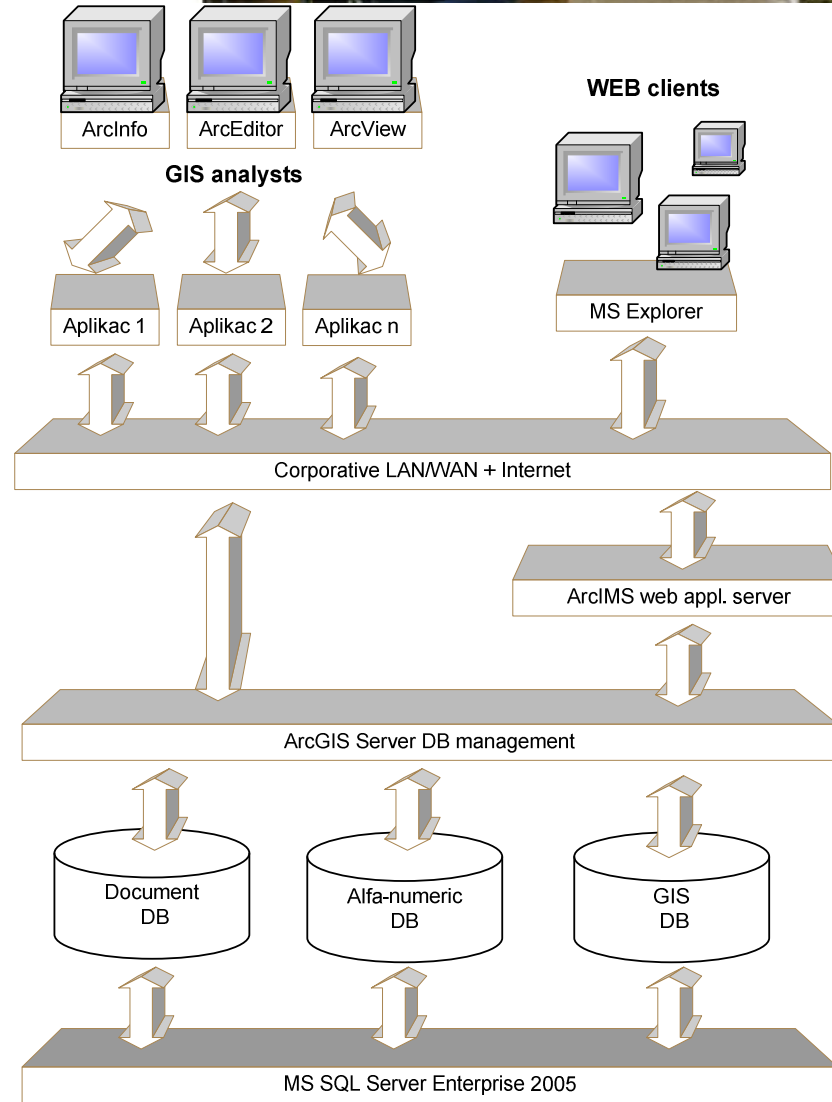 WEB clients
ArcInfo
ArcEditor
ArcView
GIS analysts
Aplikac 1
Aplikac 2
Aplikac n
MS Explorer
Corporative LAN/WAN + Internet
ArcIMS web appl. server
ArcGIS Server DB management
Document
DB
Alfa-numeric
DB
GIS
DB
MS SQL Server Enterprise 2005